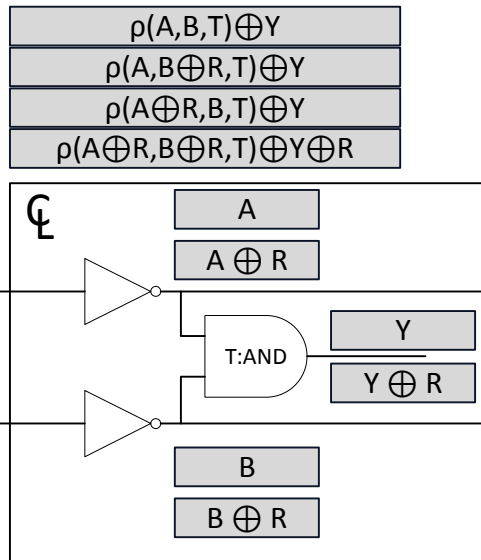 ρ(A,B,T)⊕Y
ρ(A,B⊕R,T)⊕Y
ρ(A⊕R,B,T)⊕Y
ρ(A⊕R,B⊕R,T)⊕Y⊕R
℄
A
A ⊕ R
T:AND
Y
Y ⊕ R
B
B ⊕ R